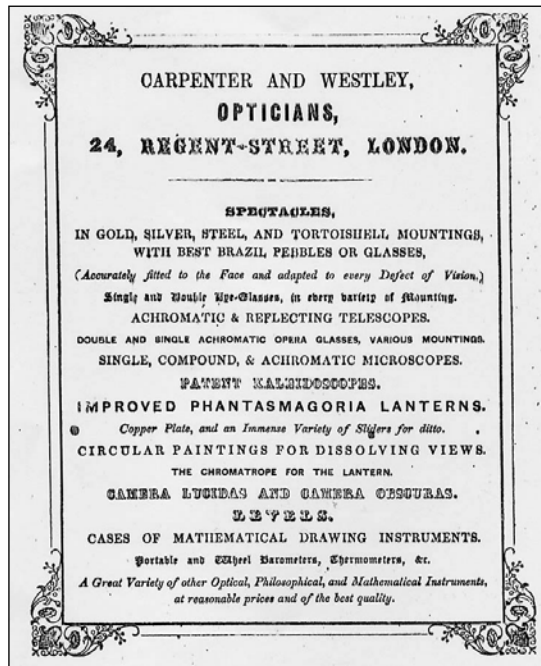 CARPENTER AND WESTLEY,
OPTICIANS,
24, REGENT-STREET, LONDON.
SPECTACLES,
IN GOLD, SILVER, STEEL, AND TORTOISHELL MOUNTINGS,
WITH BEST BRAZIL PEBBLES OR GLASSES,
(Accurately fitted to the Face and adapted to every Defect of Vision,)
Single and Double Eye-Glasses, in every variety of Mounting.
ACHROMATIC & REFLECTING TELESCOPES.
DOUBLE AND SINGLE ACHROMATIC OPERA GLASSES, VARIOUS MOUNTINGS.
SINGLE, COMPOUND, & ACHROMATIC MICROSCOPES.
PATENT KALEIDOSCOPES.
IMPROVED PHANTASMAGORIA LANTERNS.
Copper Plate, and an Immense Variety of Sliders for ditto.
CIRCULAR PAINTINGS FOR DISSOLVING VIEWS.
THE CHROMATROPE FOR THE LANTERN.
CAMERA LUCIDAS AND CAMERA OBSCURAS.
LEVELS.
CASES OF MATHEMATICAL DRAWING INSTRUMENTS.
Portable and Wheel Barometers, Thermometers, &c.
A Great Variety of other Optical, Philosophical, and Mathematical Instruments,
at reasonable prices and of the best quality.